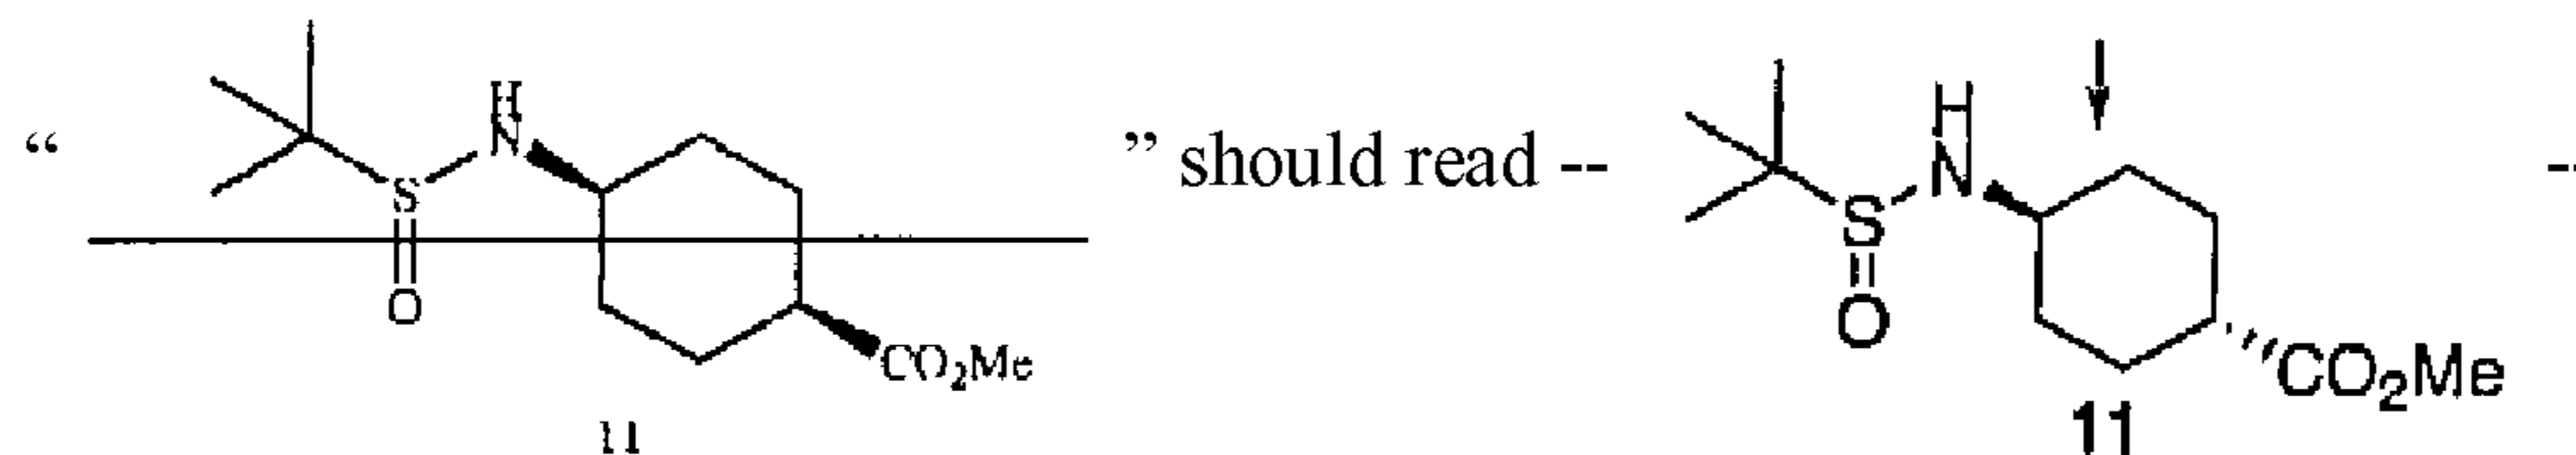 “ H N S O CO₂Me ” should read -- H N S O CO₂Me --
11 11